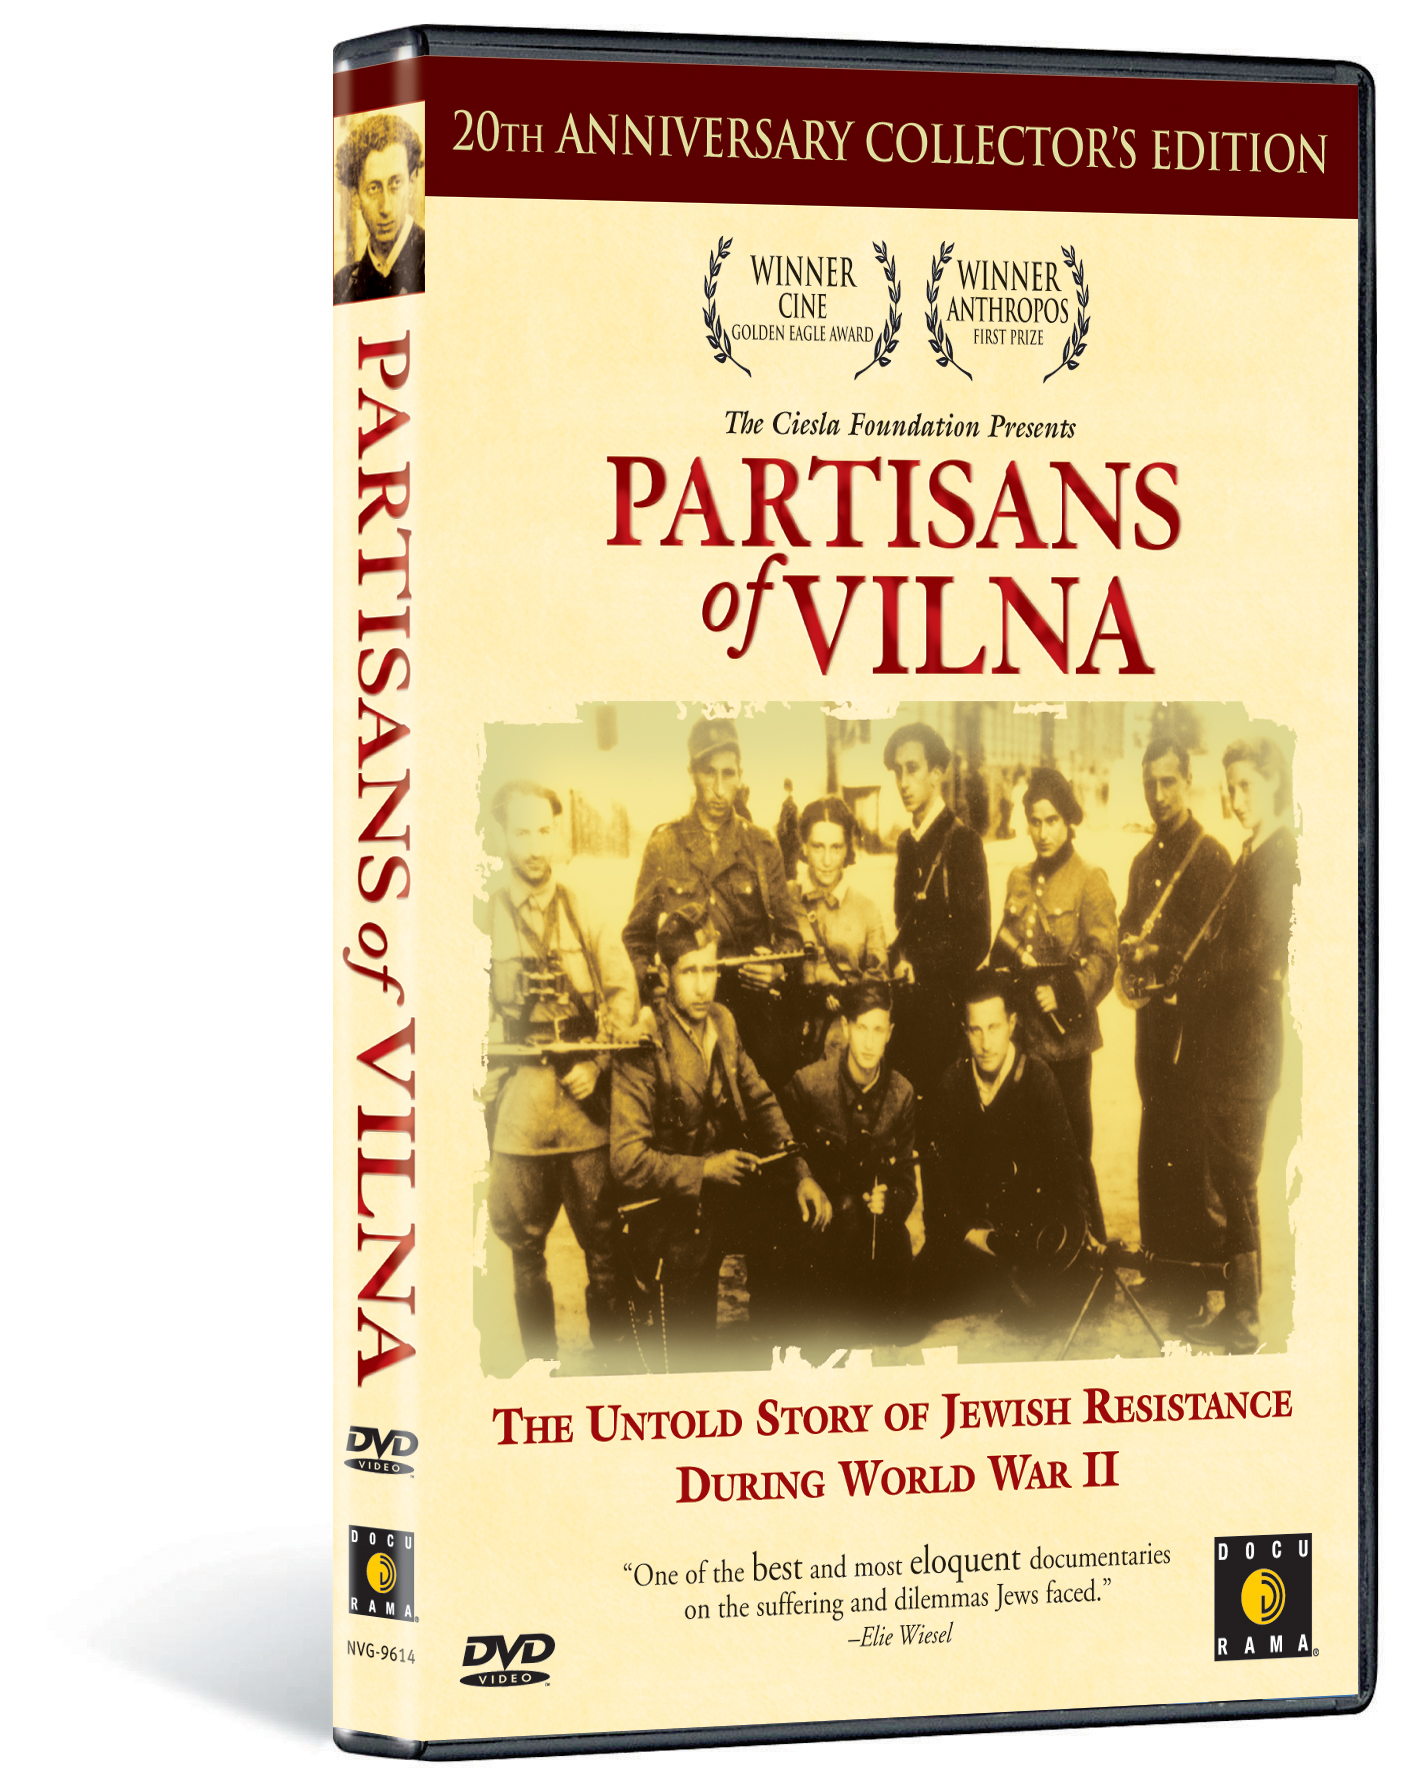 20TH ANNIVERSARY COLLECTOR'S EDITION
WINNER
CINE
GOLDEN EAGLE AWARD
WINNER
ANTHROPOS
FIRST PRIZE
The Ciesla Foundation Presents
PARTISANS
of VILNA
THE UNTOLD STORY OF JEWISH RESISTANCE
DURING WORLD WAR II
“One of the best and most eloquent documentaries
on the suffering and dilemmas Jews faced.”
–Elie Wiesel
DVD
VIDEO™
DOCU
RAMA®
PARTISANS of VILNA
DVD
VIDEO™
DOCU
RAMA®
NVG-9614